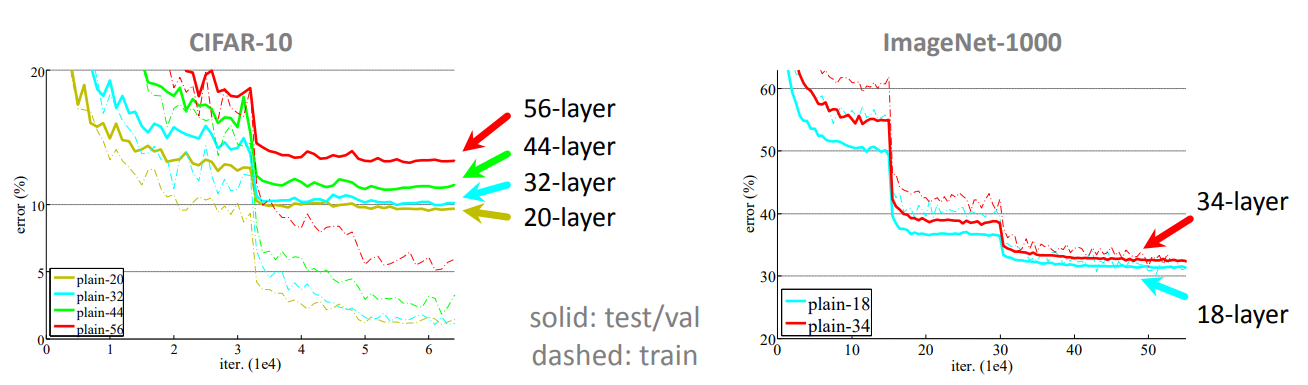 CIFAR-10
20
10
5
0
error (%)
0 1 2 3 4 5 6
iter. (1e4)
plain-20
plain-32
plain-44
plain-56
56-layer
44-layer
32-layer
20-layer
solid: test/val
dashed: train
ImageNet-1000
60
50
40
30
20
error (%)
0 10 20 30 40 50
iter. (1e4)
plain-18
plain-34
34-layer
18-layer